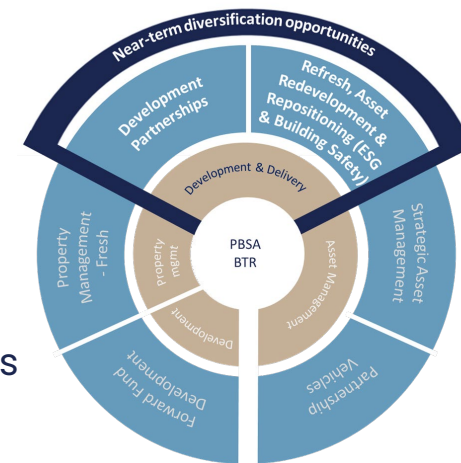 Near-term diversification opportunities
Development
Partnerships
Refresh, Asset
Redevelopment &
Repositioning (ESG
& Building Safety)
Development & Delivery
Property
Management
- Fresh
Property
mgmt
PBSA
BTR
Asset Management
Strategic Asset
Management
Development
Forward Fund
Development
Partnership
Vehicles
s